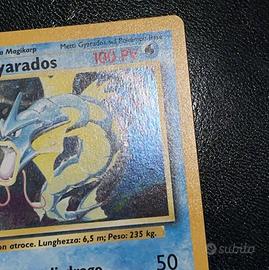 a Magikarp
Metti Gyarados sul Pokémon Base
yarados
100 PV
on atroce. Lunghezza: 6,5 m; Peso: 235 kg.
50
subito